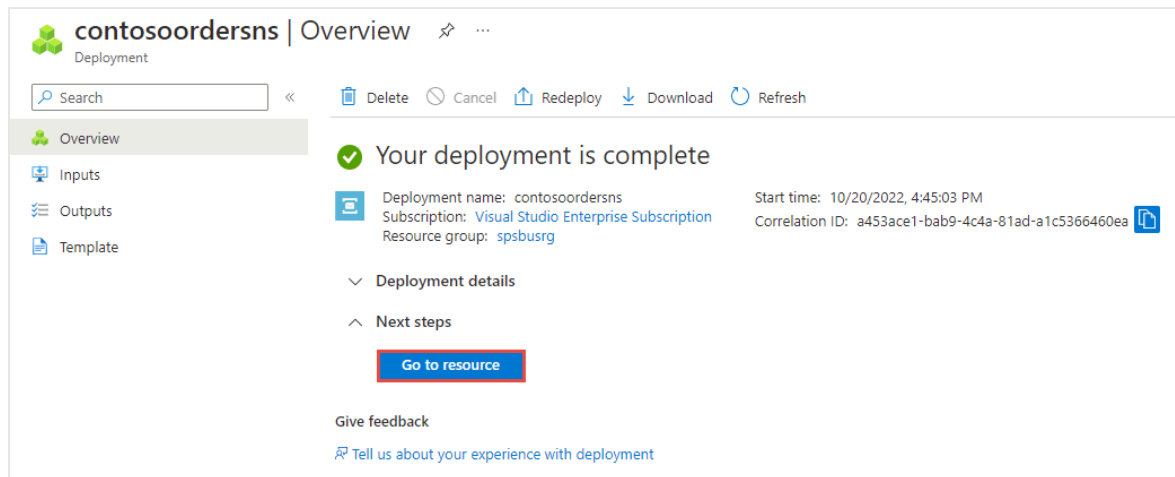 contosoordersns | Overview ...
Deployment
Search «
Delete Cancel Redeploy Download Refresh
Overview
Inputs
Outputs
Template
Your deployment is complete
Deployment name: contosoordersns
Subscription: Visual Studio Enterprise Subscription
Resource group: spsbusrg
Start time: 10/20/2022, 4:45:03 PM
Correlation ID: a453ace1-bab9-4c4a-81ad-a1c5366460ea
Deployment details
Next steps
Go to resource
Give feedback
Tell us about your experience with deployment